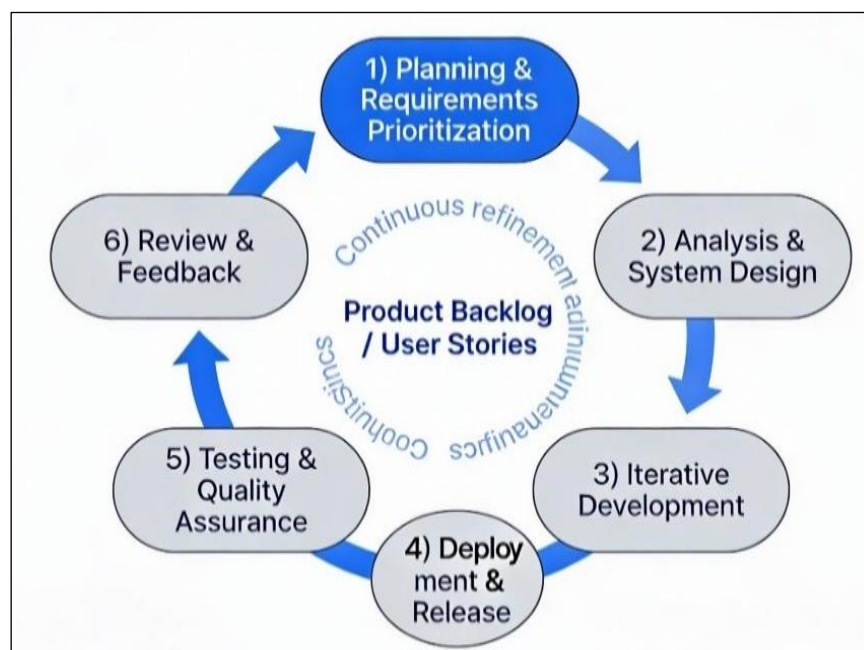 1) Planning &
Requirements
Prioritization
2) Analysis &
System Design
3) Iterative
Development
4) Deploy
ment &
Release
5) Testing &
Quality
Assurance
6) Review &
Feedback
Continuous refinement
Product Backlog
/ User Stories